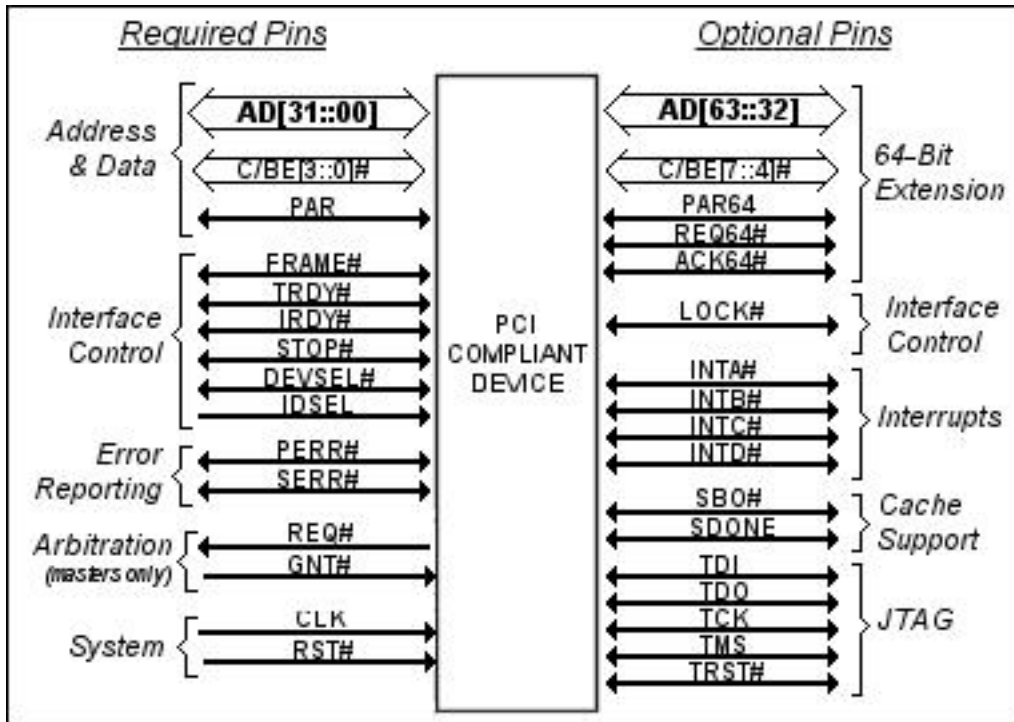 Required Pins
Optional Pins
Address
& Data
AD[31::00]
C/BE[3::0]#
PAR
Interface
Control
FRAME#
TRDY#
IRDY#
STOP#
DEVSEL#
IDSEL
Error
Reporting
PERR#
SERR#
Arbitration
(masters only)
REQ#
GNT#
System
CLK
RST#
PCI
COMPLIANT
DEVICE
AD[63::32]
C/BE[7::4]#
PAR64
REQ64#
ACK64#
64-Bit
Extension
LOCK#
Interface
Control
INTA#
INTB#
INTC#
INTD#
Interrupts
SBO#
SDONE
Cache
Support
TDI
TDO
TCK
TMS
TRST#
JTAG